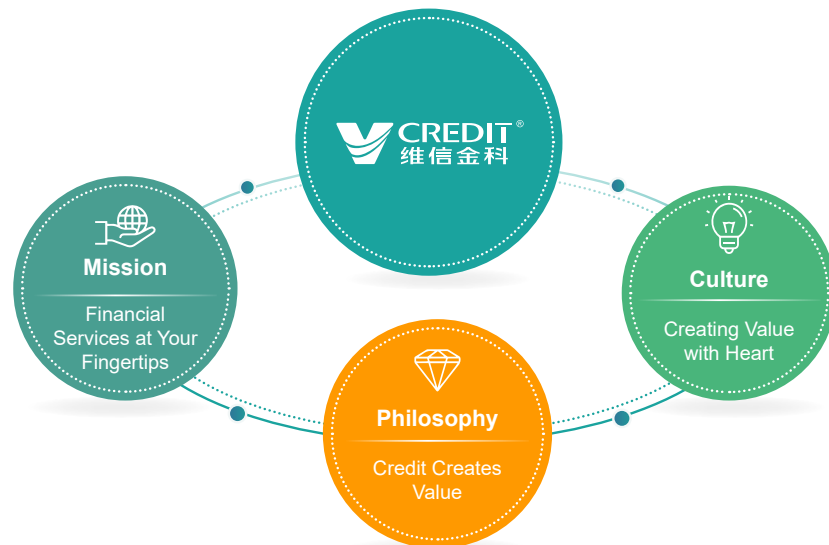 V CREDIT®
维信金科
Mission
Financial
Services at Your
Fingertips
Culture
Creating Value
with Heart
Philosophy
Credit Creates
Value